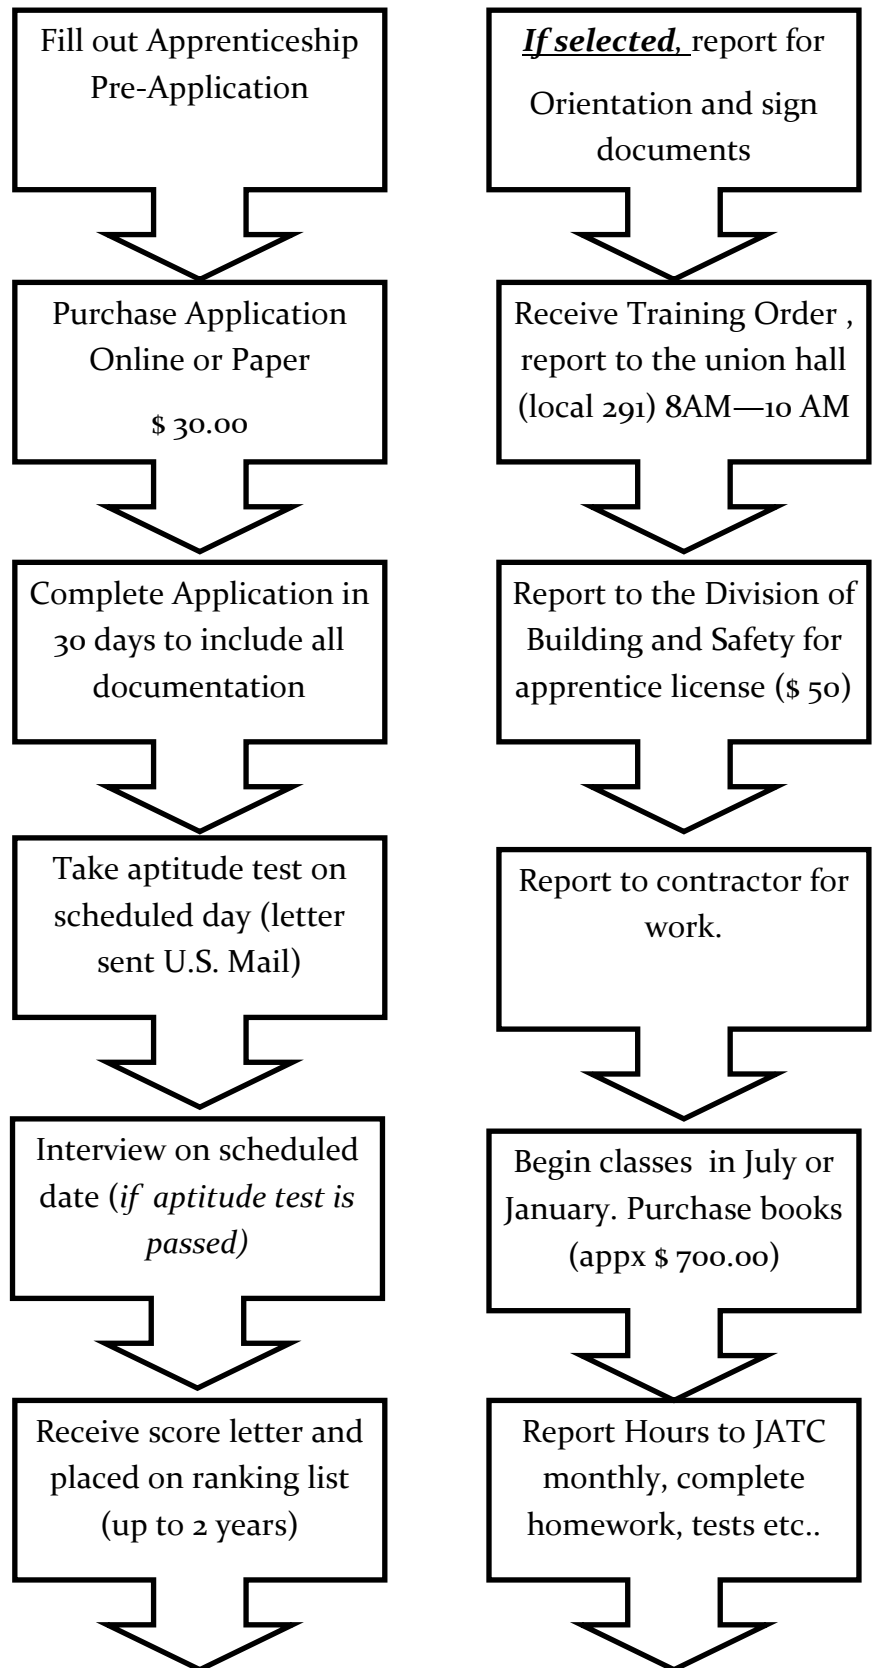 Fill out Apprenticeship
Pre-Application
Purchase Application
Online or Paper
$ 30.00
Complete Application in
30 days to include all
documentation
Take aptitude test on
scheduled day (letter
sent U.S. Mail)
Interview on scheduled
date (if aptitude test is
passed)
Receive score letter and
placed on ranking list
(up to 2 years)
If selected, report for
Orientation and sign
documents
Receive Training Order ,
report to the union hall
(local 291) 8AM—10 AM
Report to the Division of
Building and Safety for
apprentice license ($ 50)
Report to contractor for
work.
Begin classes in July or
January. Purchase books
(appx $ 700.00)
Report Hours to JATC
monthly, complete
homework, tests etc..